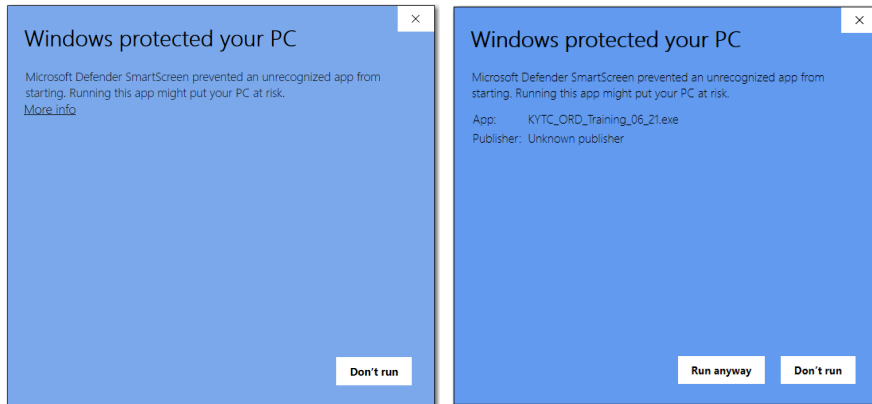 Windows protected your PC
Microsoft Defender SmartScreen prevented an unrecognized app from
starting. Running this app might put your PC at risk.
More info
Don't run
Windows protected your PC
Microsoft Defender SmartScreen prevented an unrecognized app from
starting. Running this app might put your PC at risk.
App: KYTC_ORD_Training_06_21.exe
Publisher: Unknown publisher
Run anyway Don't run